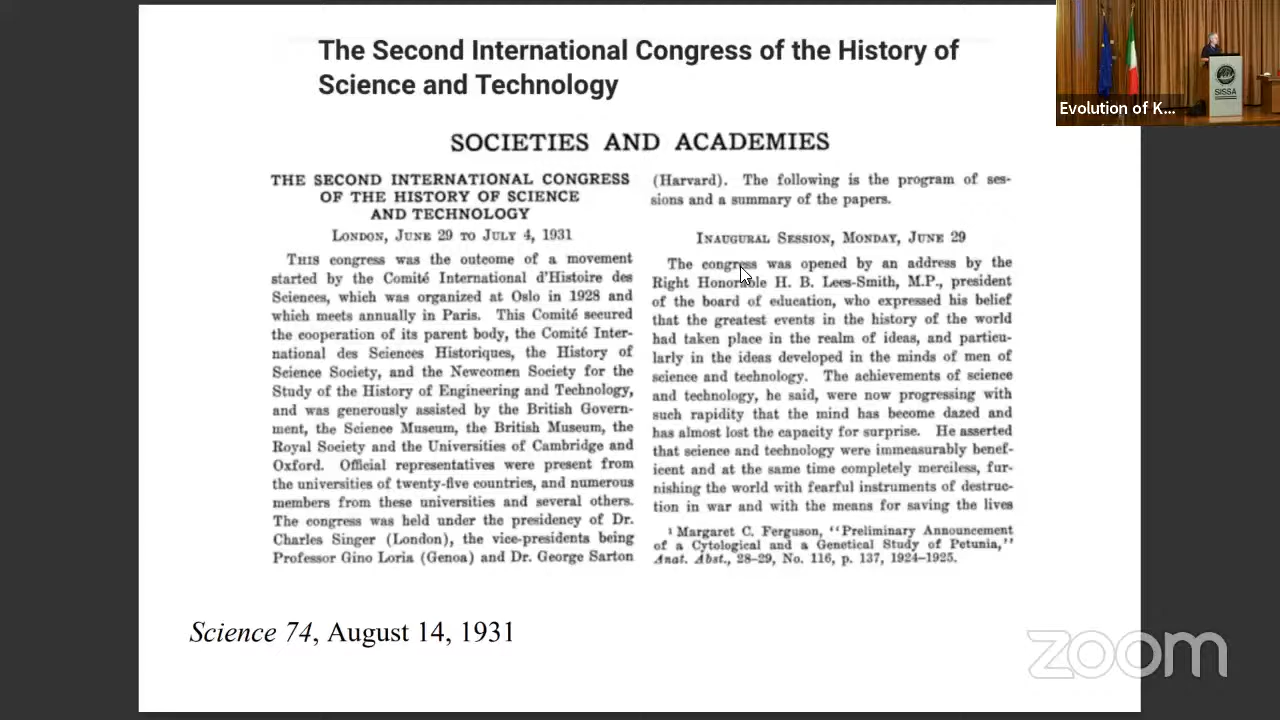 The Second International Congress of the History of
Science and Technology
SOCIETIES AND ACADEMIES
THE SECOND INTERNATIONAL CONGRESS
OF THE HISTORY OF SCIENCE
AND TECHNOLOGY
LONDON, JUNE 29 TO JULY 4, 1931
THIS congress was the outcome of a movement
started by the Comité International d'Histoire des
Sciences, which was organized at Oslo in 1928 and
which meets annually in Paris. This Comité secured
the cooperation of its parent body, the Comité Inter-
national des Sciences Historiques, the History of
Science Society, and the Newcomen Society for the
Study of the History of Engineering and Technology,
and was generously assisted by the British Govern-
ment, the Science Museum, the British Museum, the
Royal Society and the Universities of Cambridge and
Oxford. Official representatives were present from
the universities of twenty-five countries, and numerous
members from these universities and several others.
The congress was held under the presidency of Dr.
Charles Singer (London), the vice-presidents being
Professor Gino Loria (Genoa) and Dr. George Sarton
(Harvard). The following is the program of ses-
sions and a summary of the papers.
INAUGURAL SESSION, MONDAY, JUNE 29
The congress was opened by an address by the
Right Honorable H. B. Lees-Smith, M.P., president
of the board of education, who expressed his belief
that the greatest events in the history of the world
had taken place in the realm of ideas, and particu-
larly in the ideas developed in the minds of men of
science and technology. The achievements of science
and technology, he said, were now progressing with
such rapidity that the mind has become dazed and
has almost lost the capacity for surprise. He asserted
that science and technology were immeasurably benef-
icent and at the same time completely merciless, fur-
nishing the world with fearful instruments of destruc-
tion in war and with the means for saving the lives
1 Margaret C. Ferguson, "Preliminary Announcement
of a Cytological and a Genetical Study of Petunia,"
Anat. Abst., 28-29, No. 116, p. 137, 1924-1925.
Science 74, August 14, 1931
SISSA
Evolution of K...
zoom